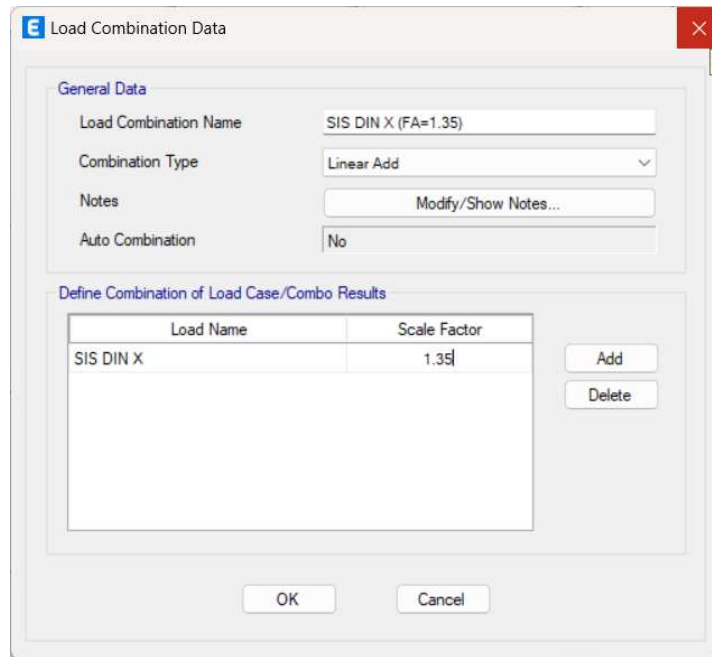 E Load Combination Data
General Data
Load Combination Name SIS DIN X (FA=1.35)
Combination Type Linear Add
Notes Modify/Show Notes...
Auto Combination No
Define Combination of Load Case/Combo Results
Load Name Scale Factor
SIS DIN X 1.35
Add
Delete
OK Cancel